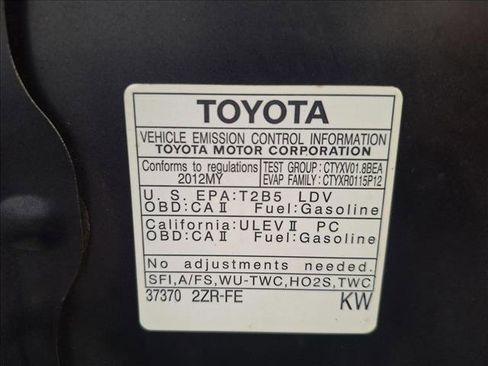 TOYOTA
VEHICLE EMISSION CONTROL INFORMATION
TOYOTA MOTOR CORPORATION
Conforms to regulations
2012MY
TEST GROUP: CTYXV01.8BEA
EVAP FAMILY: CTYXR0115P12
U. S. EPA:T2B5 LDV
OBD:CAⅡ Fuel:Gasoline
California:ULEVⅡ PC
OBD:CAⅡ Fuel:Gasoline
No adjustments needed.
SFI,A/FS,WU-TWC,HO2S,TWC
37370 2ZR-FE KW